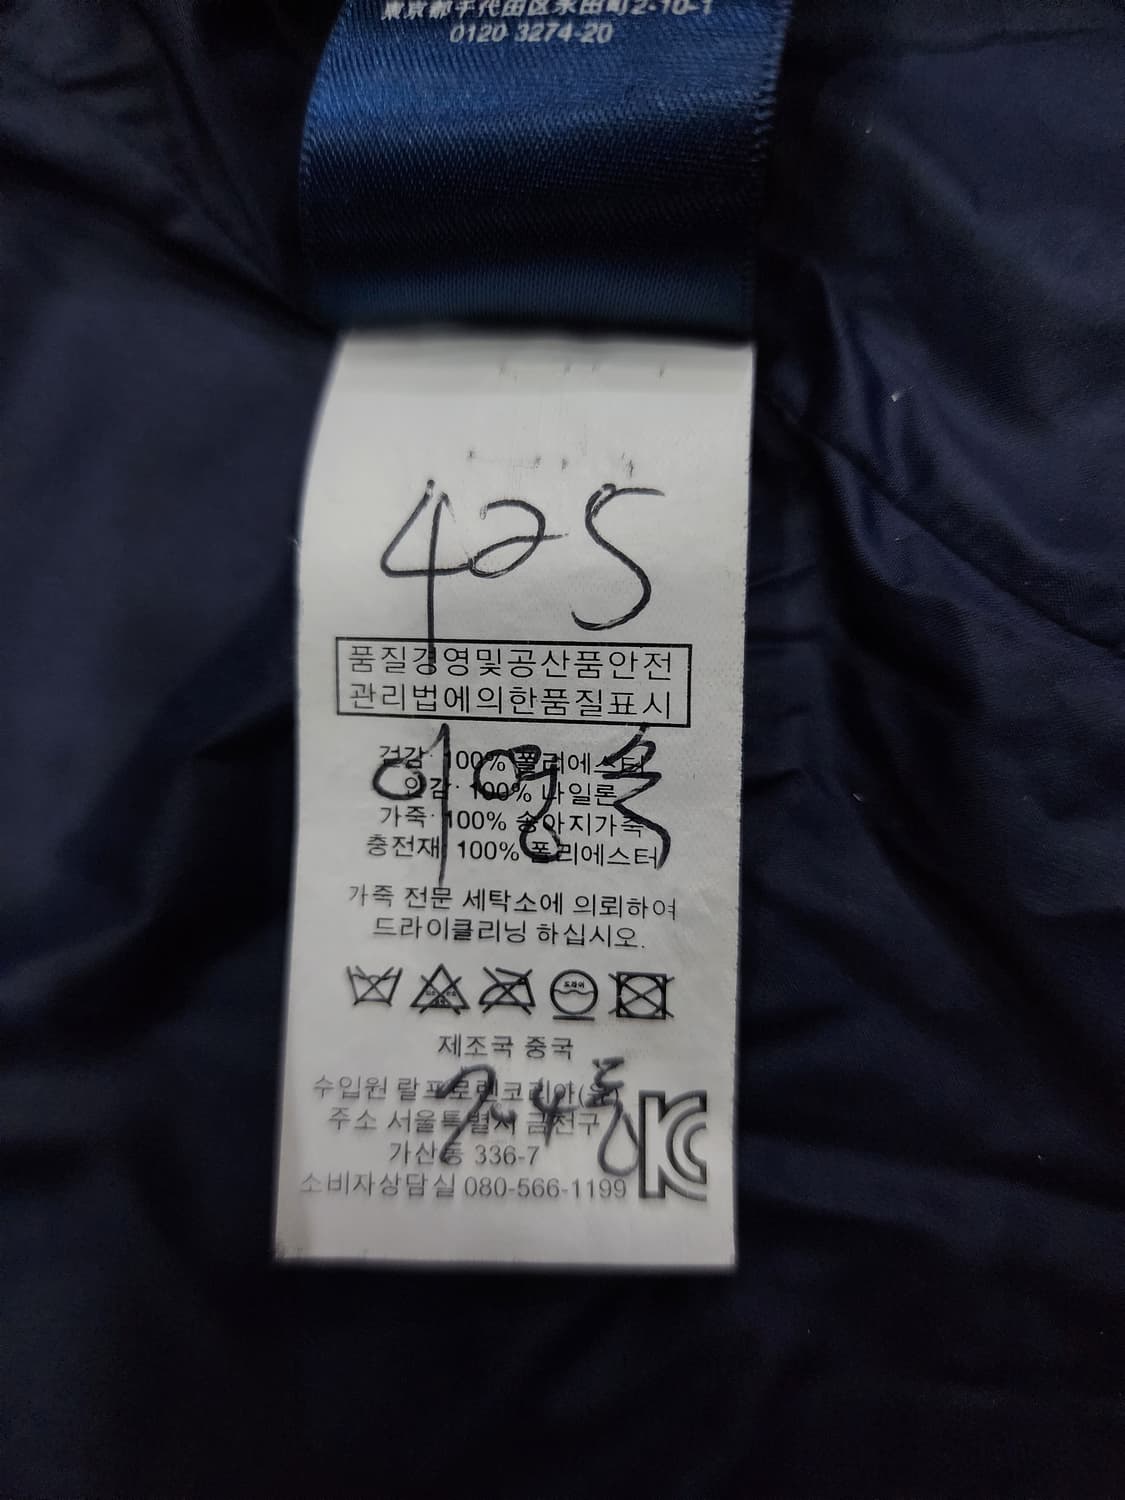 東京都千代田区永田町2-10-1
0120 3274-20
425
품질경영및공산품안전
관리법에의한품질표시
겉감: 100% 폴리에스터
안감: 100% 나일론
가죽: 100% 송아지가죽
충전재: 100% 폴리에스터
가죽 전문 세탁소에 의뢰하여
드라이클리닝 하십시오.
드라이
제조국 중국
수입원 랄프로렌코리아(유)
주소 서울특별시 금천구
가산동 336-7
소비자상담실 080-566-1199
KC